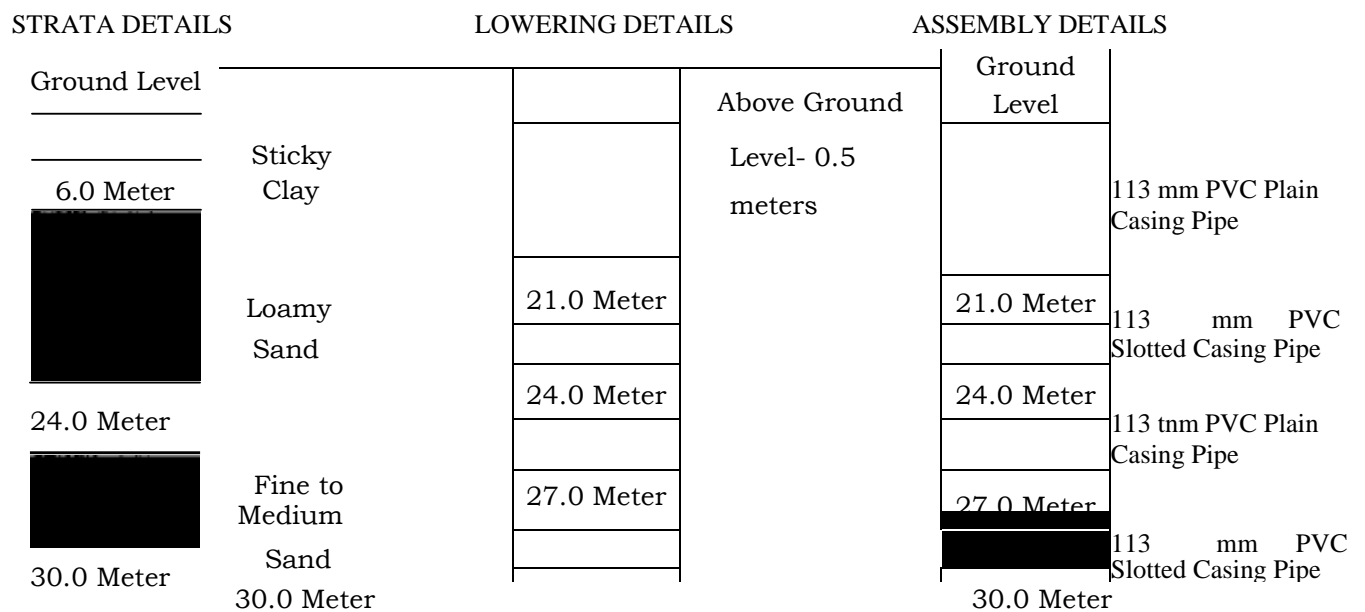 STRATA DETAILS
LOWERING DETAILS
ASSEMBLY DETAILS
Ground Level
6.0 Meter
24.0 Meter
30.0 Meter
Sticky
Clay
Loamy
Sand
Fine to
Medium
Sand
30.0 Meter
21.0 Meter
24.0 Meter
27.0 Meter
Above Ground
Level- 0.5
meters
Ground
Level
21.0 Meter
24.0 Meter
27.0 Meter
30.0 Meter
113 mm PVC Plain
Casing Pipe
113 mm PVC
Slotted Casing Pipe
113 tnm PVC Plain
Casing Pipe
113 mm PVC
Slotted Casing Pipe